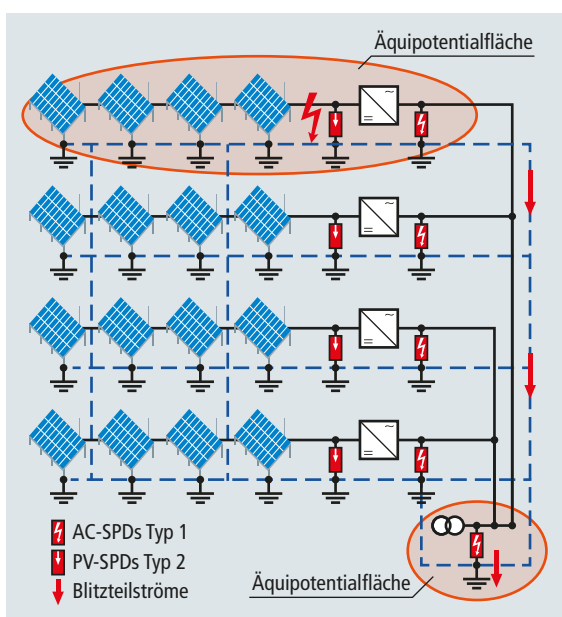 Äquipotentialfläche
AC-SPDs Typ 1
PV-SPDs Typ 2
Blitzteilströme
Äquipotentialfläche